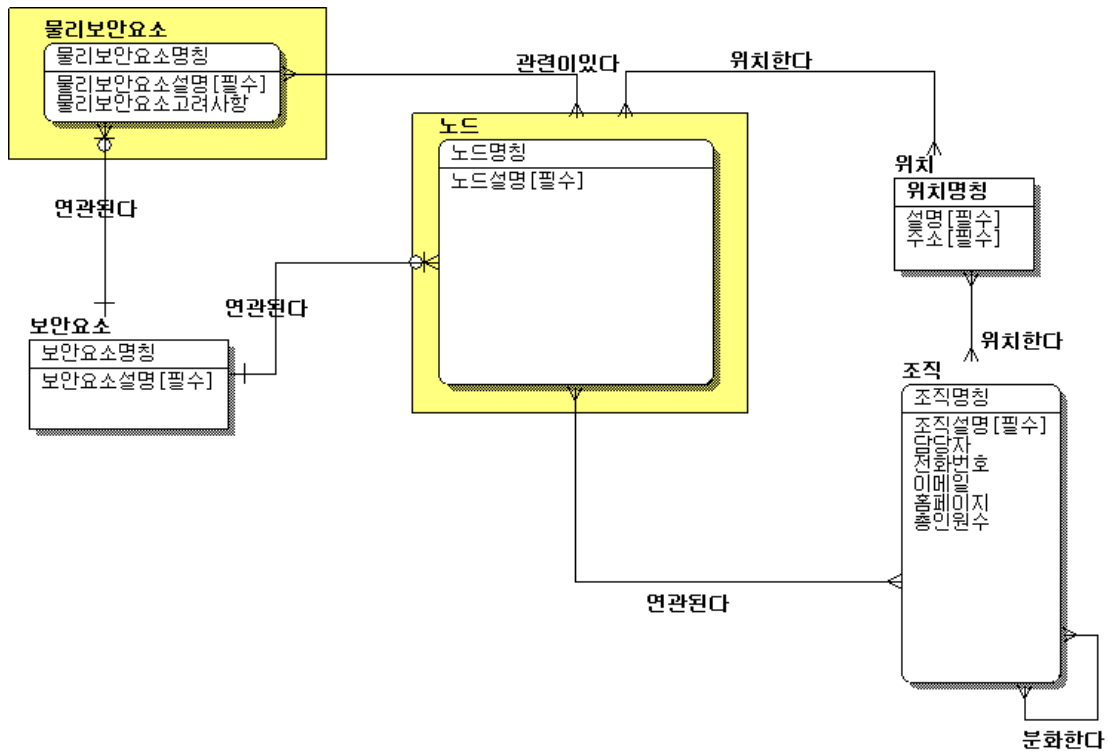 물리보안요소
물리보안요소명칭
물리보안요소설명[필수]
물리보안요소고려사항
관련이있다
위치한다
노드
노드명칭
노드설명[필수]
위치
위치명칭
설명[필수]
주소[필수]
연관된다
연관된다
보안요소
보안요소명칭
보안요소설명[필수]
위치한다
조직
조직명칭
조직설명[필수]
담당자
전화번호
이메일
홈페이지
총인원수
연관된다
분화한다